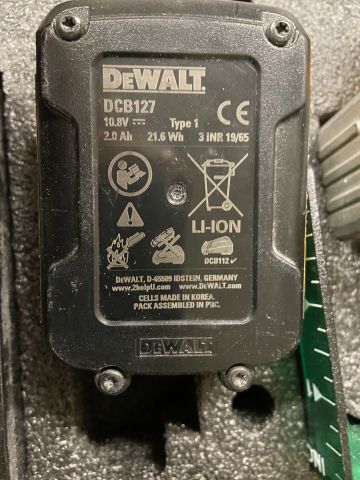 DEWALT
DCB127
10.8V ⎓ Type 1
2.0 Ah 21.6 Wh 3 INR 19/65
CE
LI-ION
DCB112 ✓
DEWALT, D-65509 IDSTEIN, GERMANY
www.2helpU.com www.DEWALT.com
CELLS MADE IN KOREA.
PACK ASSEMBLED IN PRC.
DEWALT
INC